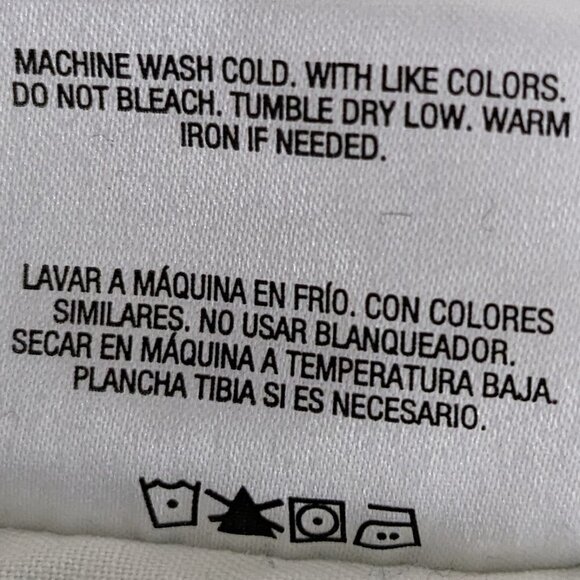 MACHINE WASH COLD. WITH LIKE COLORS.
DO NOT BLEACH. TUMBLE DRY LOW. WARM
IRON IF NEEDED.
LAVAR A MÁQUINA EN FRÍO. CON COLORES
SIMILARES. NO USAR BLANQUEADOR.
SECAR EN MÁQUINA A TEMPERATURA BAJA.
PLANCHA TIBIA SI ES NECESARIO.